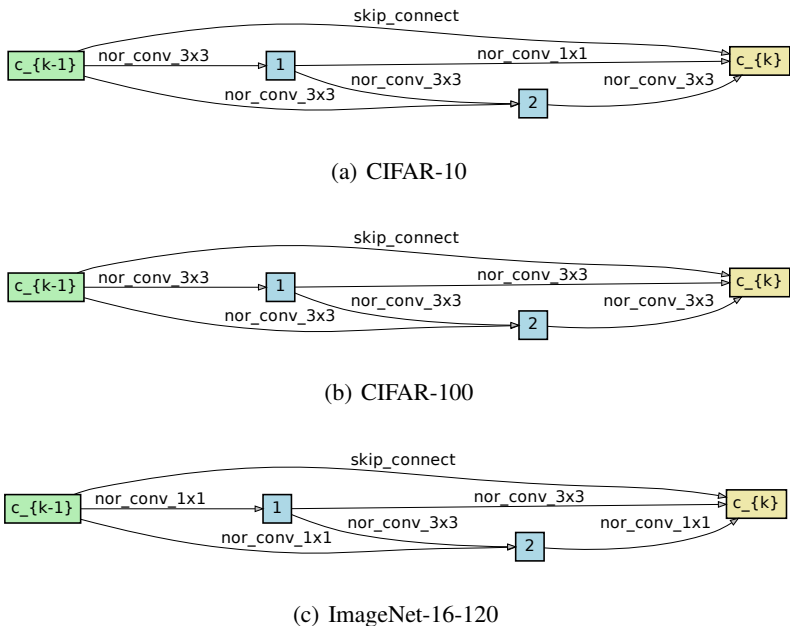 skip_connect
c_{k-1}
nor_conv_3x3
1
nor_conv_1x1
c_{k}
nor_conv_3x3
nor_conv_3x3
2
nor_conv_3x3
(a) CIFAR-10
skip_connect
c_{k-1}
nor_conv_3x3
1
nor_conv_3x3
c_{k}
nor_conv_3x3
nor_conv_3x3
2
nor_conv_3x3
(b) CIFAR-100
skip_connect
c_{k-1}
nor_conv_1x1
1
nor_conv_3x3
c_{k}
nor_conv_1x1
nor_conv_3x3
2
nor_conv_1x1
(c) ImageNet-16-120